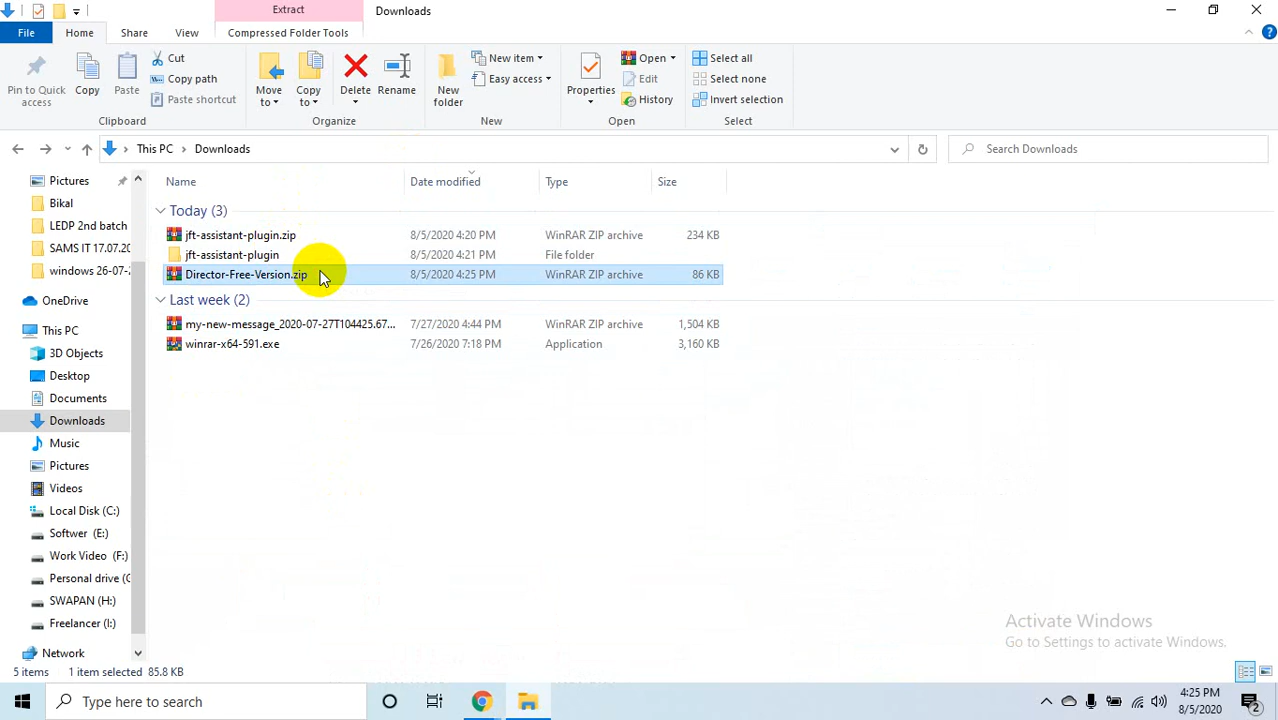 Extract
Downloads
File
Home
Share
View
Compressed Folder Tools
Pin to Quick access
Copy
Paste
Cut
Copy path
Paste shortcut
Clipboard
Move to
Copy to
Delete
Rename
Organize
New folder
New item
Easy access
New
Properties
Open
Edit
History
Open
Select all
Select none
Invert selection
Select
This PC > Downloads
Search Downloads
Name
Date modified
Type
Size
Today (3)
jft-assistant-plugin.zip 8/5/2020 4:20 PM WinRAR ZIP archive 234 KB
jft-assistant-plugin 8/5/2020 4:21 PM File folder
Director-Free-Version.zip 8/5/2020 4:25 PM WinRAR ZIP archive 86 KB
Last week (2)
my-new-message_2020-07-27T104425.67... 7/27/2020 4:44 PM WinRAR ZIP archive 1,504 KB
winrar-x64-591.exe 7/26/2020 7:18 PM Application 3,160 KB
Pictures
Bikal
LEDP 2nd batch
SAMS IT 17.07.20
windows 26-07-2
OneDrive
This PC
3D Objects
Desktop
Documents
Downloads
Music
Pictures
Videos
Local Disk (C:)
Softwer (E:)
Work Video (F:)
Personal drive (G
SWAPAN (H:)
Freelancer (I:)
Network
Activate Windows
Go to Settings to activate Windows.
5 items 1 item selected 85.8 KB
Type here to search
4:25 PM
8/5/2020
2